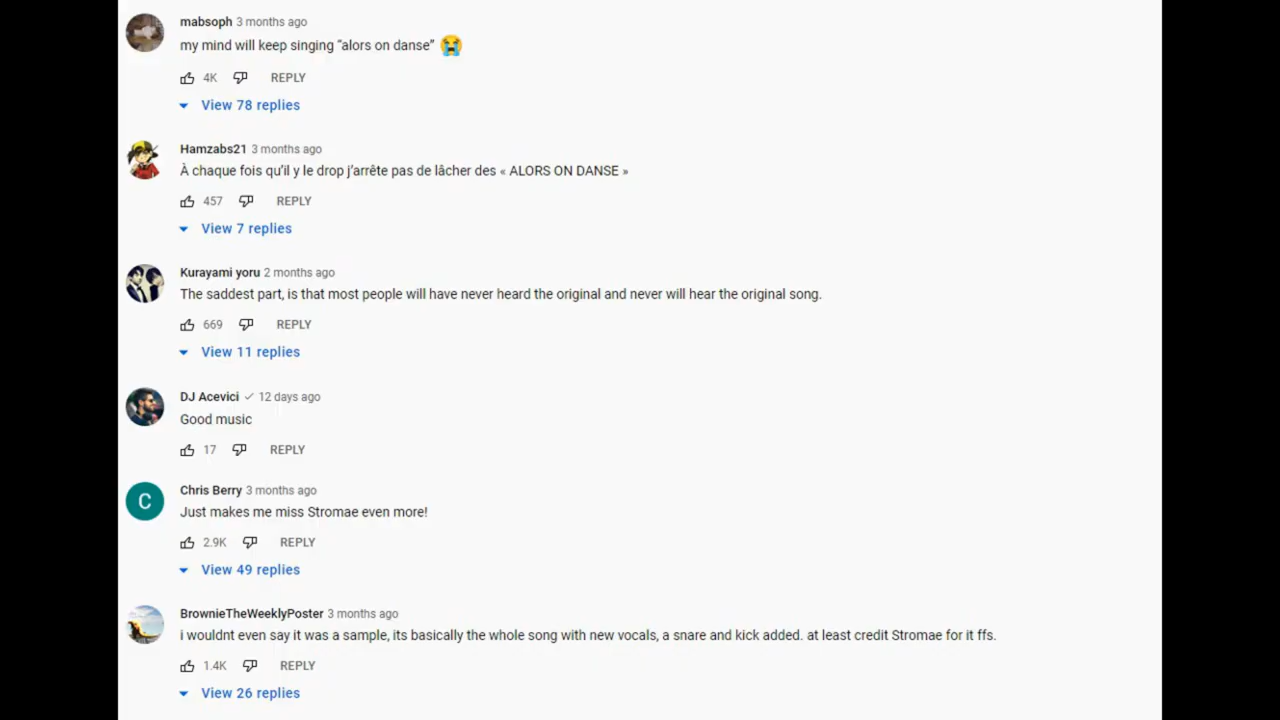 mabsoph 3 months ago
my mind will keep singing “alors on danse” 😭
4K REPLY
View 78 replies
Hamzabs21 3 months ago
À chaque fois qu’il y le drop j’arrête pas de lâcher des « ALORS ON DANSE »
457 REPLY
View 7 replies
Kurayami yoru 2 months ago
The saddest part, is that most people will have never heard the original and never will hear the original song.
669 REPLY
View 11 replies
DJ Acevici 12 days ago
Good music
17 REPLY
C
Chris Berry 3 months ago
Just makes me miss Stromae even more!
2.9K REPLY
View 49 replies
BrownieTheWeeklyPoster 3 months ago
i wouldnt even say it was a sample, its basically the whole song with new vocals, a snare and kick added. at least credit Stromae for it ffs.
1.4K REPLY
View 26 replies